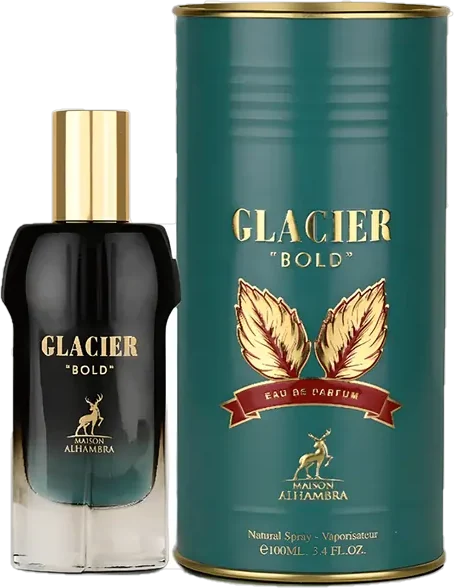 GLACIER
"BOLD"
MAISON
ALHAMBRA
GLACIER
"BOLD"
EAU DE PARFUM
MAISON
ALHAMBRA
Natural Spray - Vaporisateur
℮100ML. 3.4 FL.OZ.